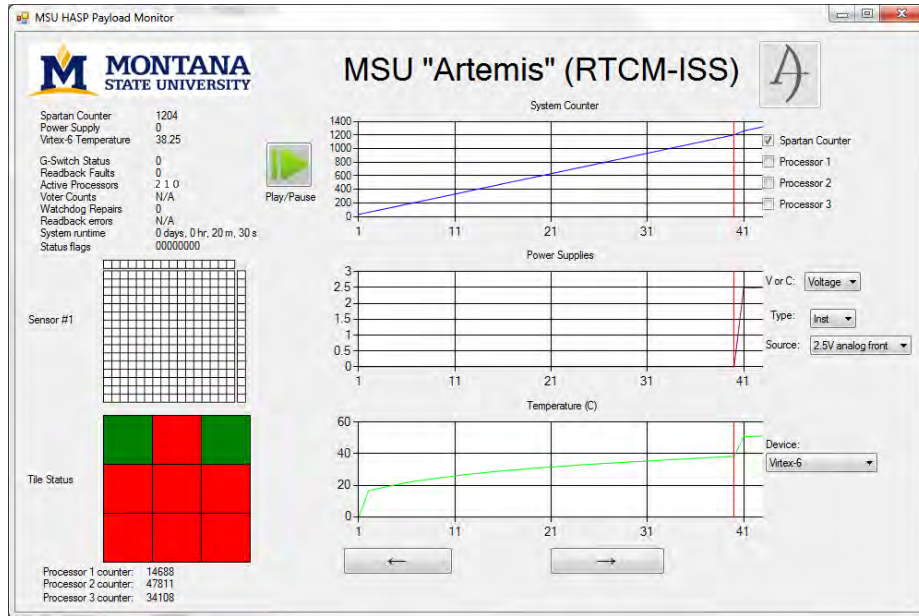 MSU HASP Payload Monitor
M MONTANA
STATE UNIVERSITY
MSU "Artemis" (RTCM-ISS)
Spartan Counter 1204
Power Supply 0
Virtex-6 Temperature 38.25
G-Switch Status 0
Readback Faults 0
Active Processors 2 1 0
Voter Counts N/A
Watchdog Repairs 0
Readback errors N/A
System runtime 0 days, 0 hr, 20 m, 30 s
Status flags 00000000
Play/Pause
System Counter
1400
1200
1000
800
600
400
200
0
1 11 21 31 41
Spartan Counter
Processor 1
Processor 2
Processor 3
Sensor #1
Power Supplies
3
2.5
2
1.5
1
0.5
0
1 11 21 31 41
V or C: Voltage
Type: Inst
Source: 2.5V analog front
Tile Status
Temperature (C)
60
40
20
0
1 11 21 31 41
Device:
Virtex-6
← →
Processor 1 counter: 14688
Processor 2 counter: 47811
Processor 3 counter: 34108